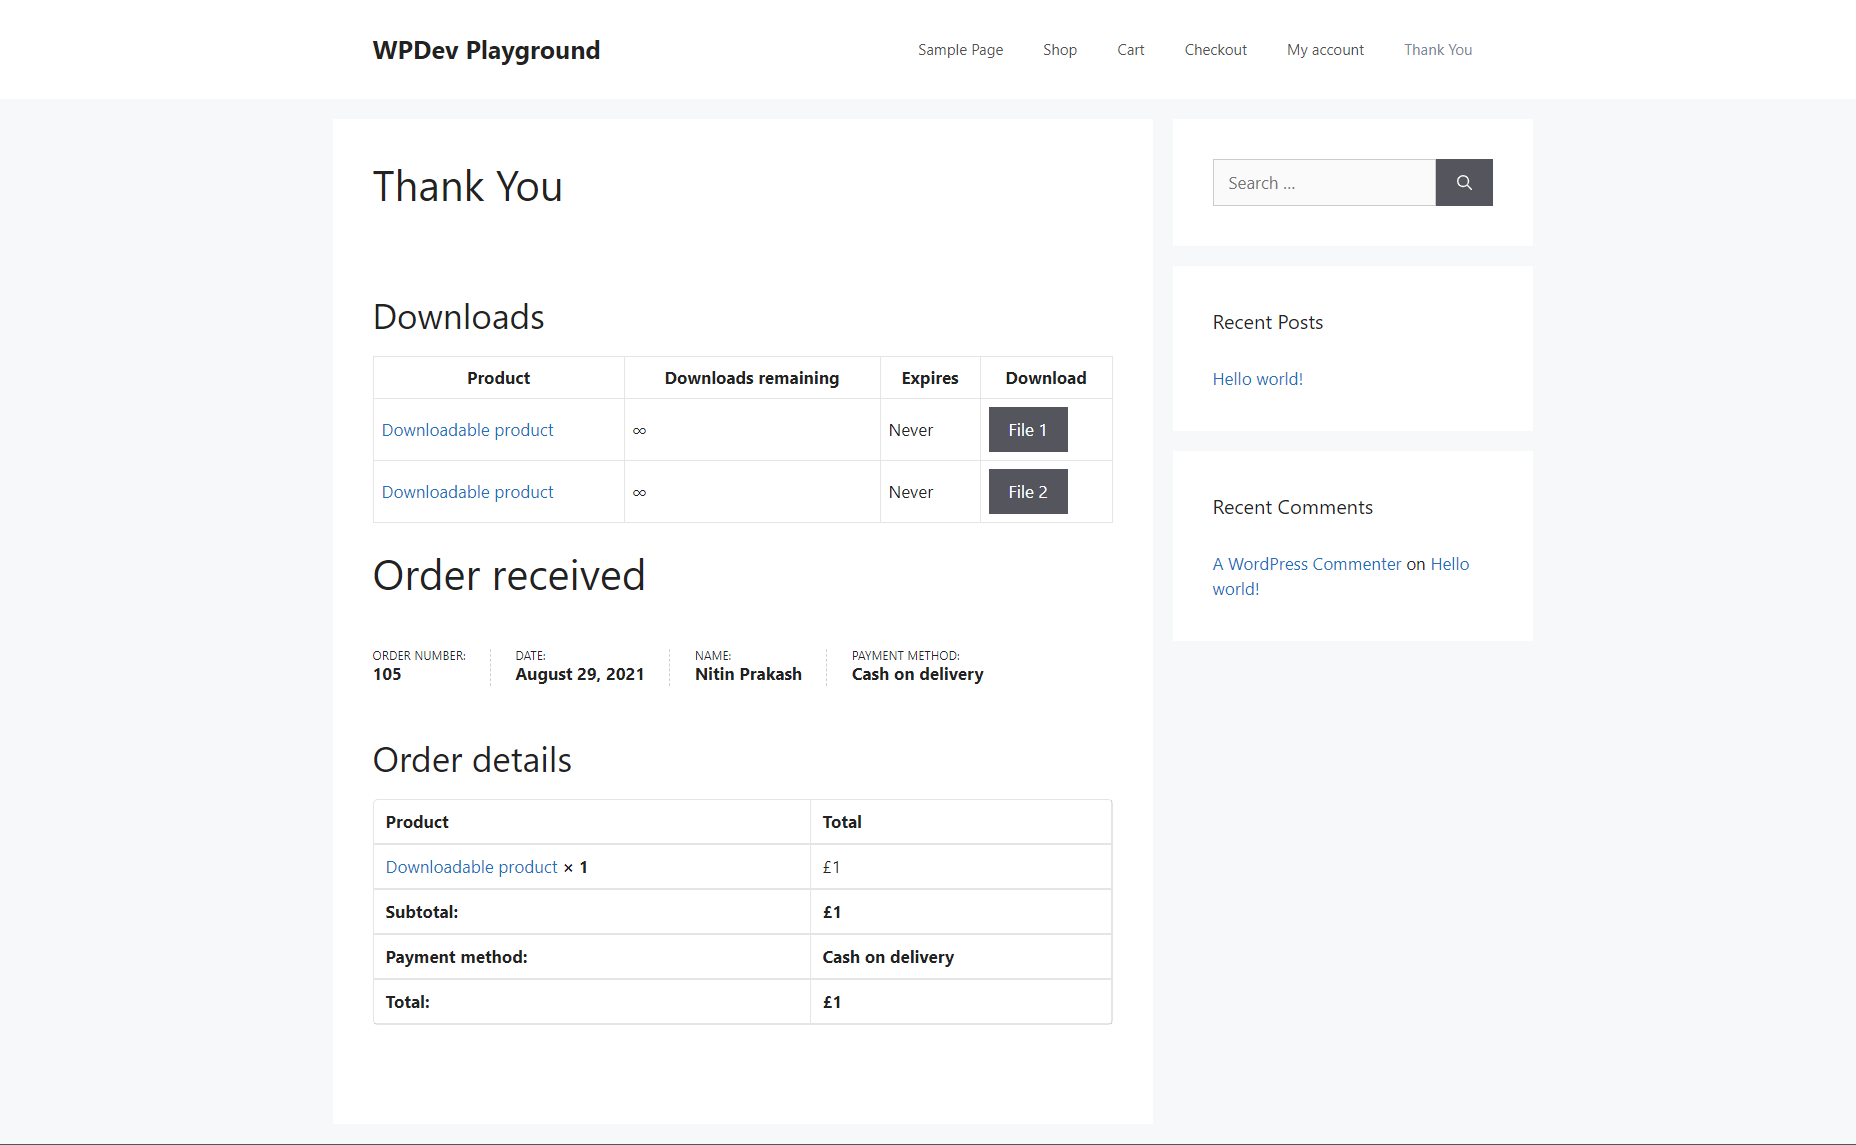 WPDev Playground
Sample Page Shop Cart Checkout My account Thank You
Thank You
Downloads
Product Downloads remaining Expires Download
Downloadable product ∞ Never File 1
Downloadable product ∞ Never File 2
Order received
ORDER NUMBER: DATE: NAME: PAYMENT METHOD:
105 August 29, 2021 Nitin Prakash Cash on delivery
Order details
Product Total
Downloadable product × 1 £1
Subtotal: £1
Payment method: Cash on delivery
Total: £1
Search ...
Recent Posts
Hello world!
Recent Comments
A WordPress Commenter on Hello
world!